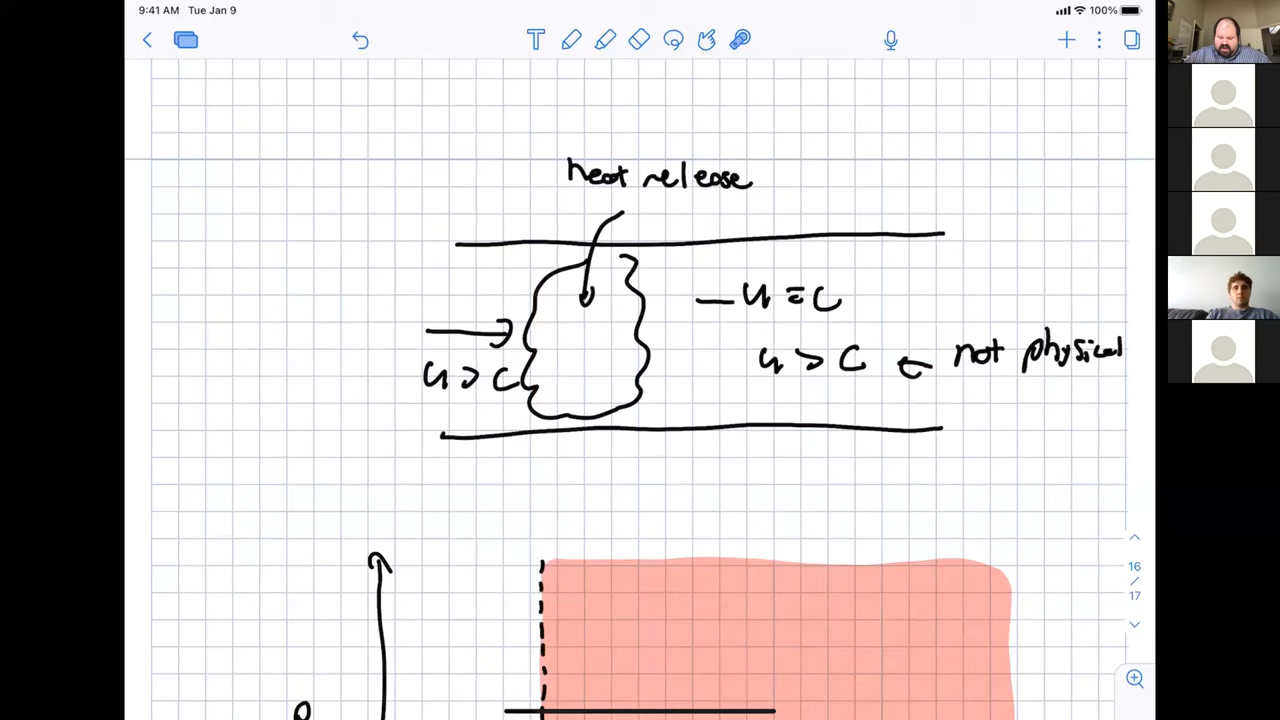 9:41 AM Tue Jan 9
100%
heat release
u = c
u > c ← not physical
u > c
16
/
17
P